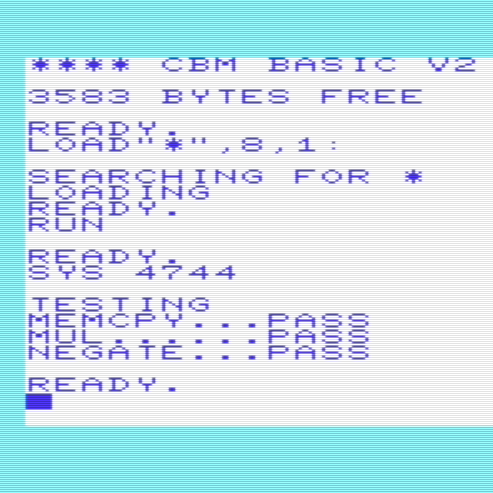 **** CBM BASIC V2
3583 BYTES FREE
READY.
LOAD"*",8,1:
SEARCHING FOR *
LOADING
READY.
RUN
READY.
SYS 4744
TESTING
MEMCPY...PASS
MUL......PASS
NEGATE...PASS
READY.